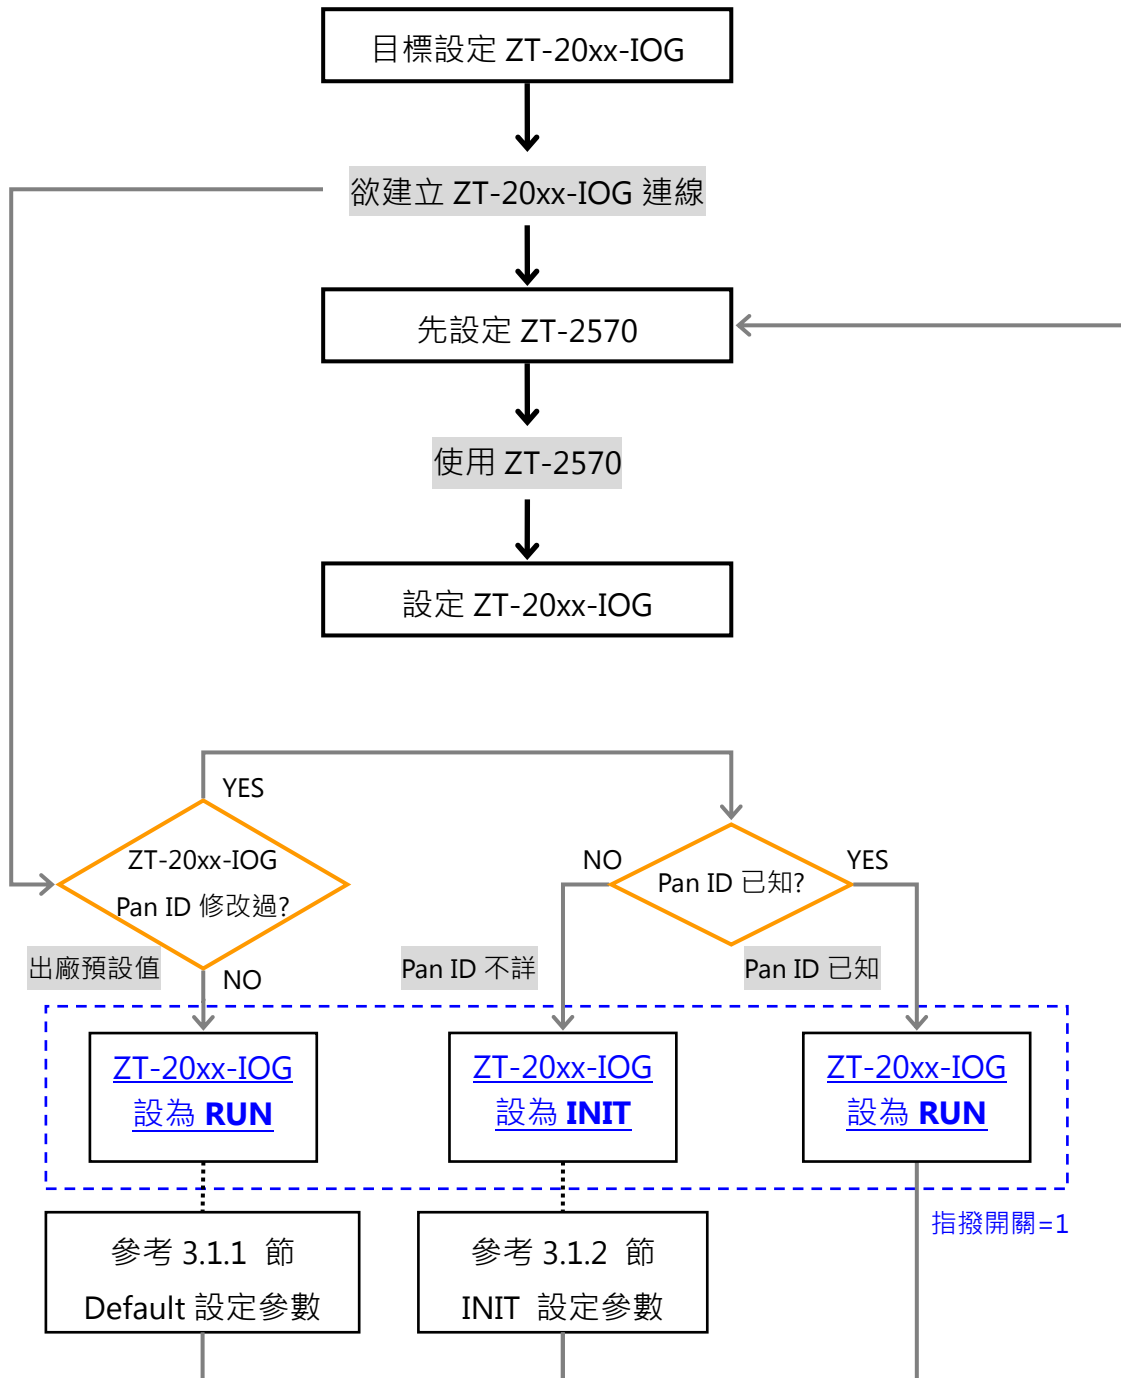 目標設定 ZT-20xx-IOG
欲建立 ZT-20xx-IOG 連線
先設定 ZT-2570
使用 ZT-2570
設定 ZT-20xx-IOG
YES
ZT-20xx-IOG
Pan ID 修改過?
NO
Pan ID 已知?
YES
出廠預設值
NO
Pan ID 不詳
Pan ID 已知
ZT-20xx-IOG
設為 RUN
ZT-20xx-IOG
設為 INIT
ZT-20xx-IOG
設為 RUN
指撥開關=1
參考 3.1.1 節
Default 設定參數
參考 3.1.2 節
INIT 設定參數